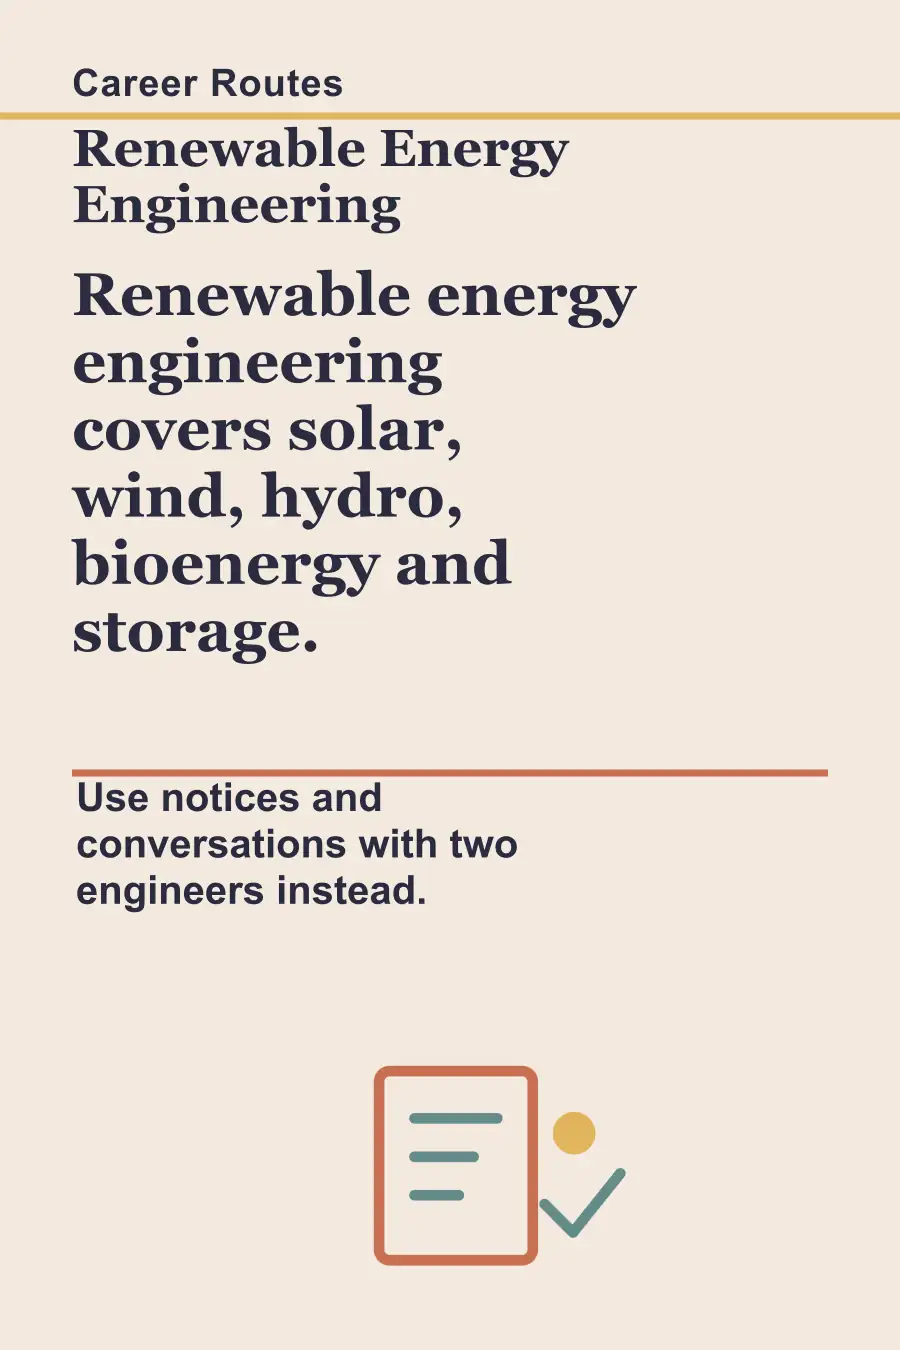 Career Routes
Renewable Energy
Engineering
Renewable energy
engineering
covers solar,
wind, hydro,
bioenergy and
storage.
Use notices and
conversations with two
engineers instead.